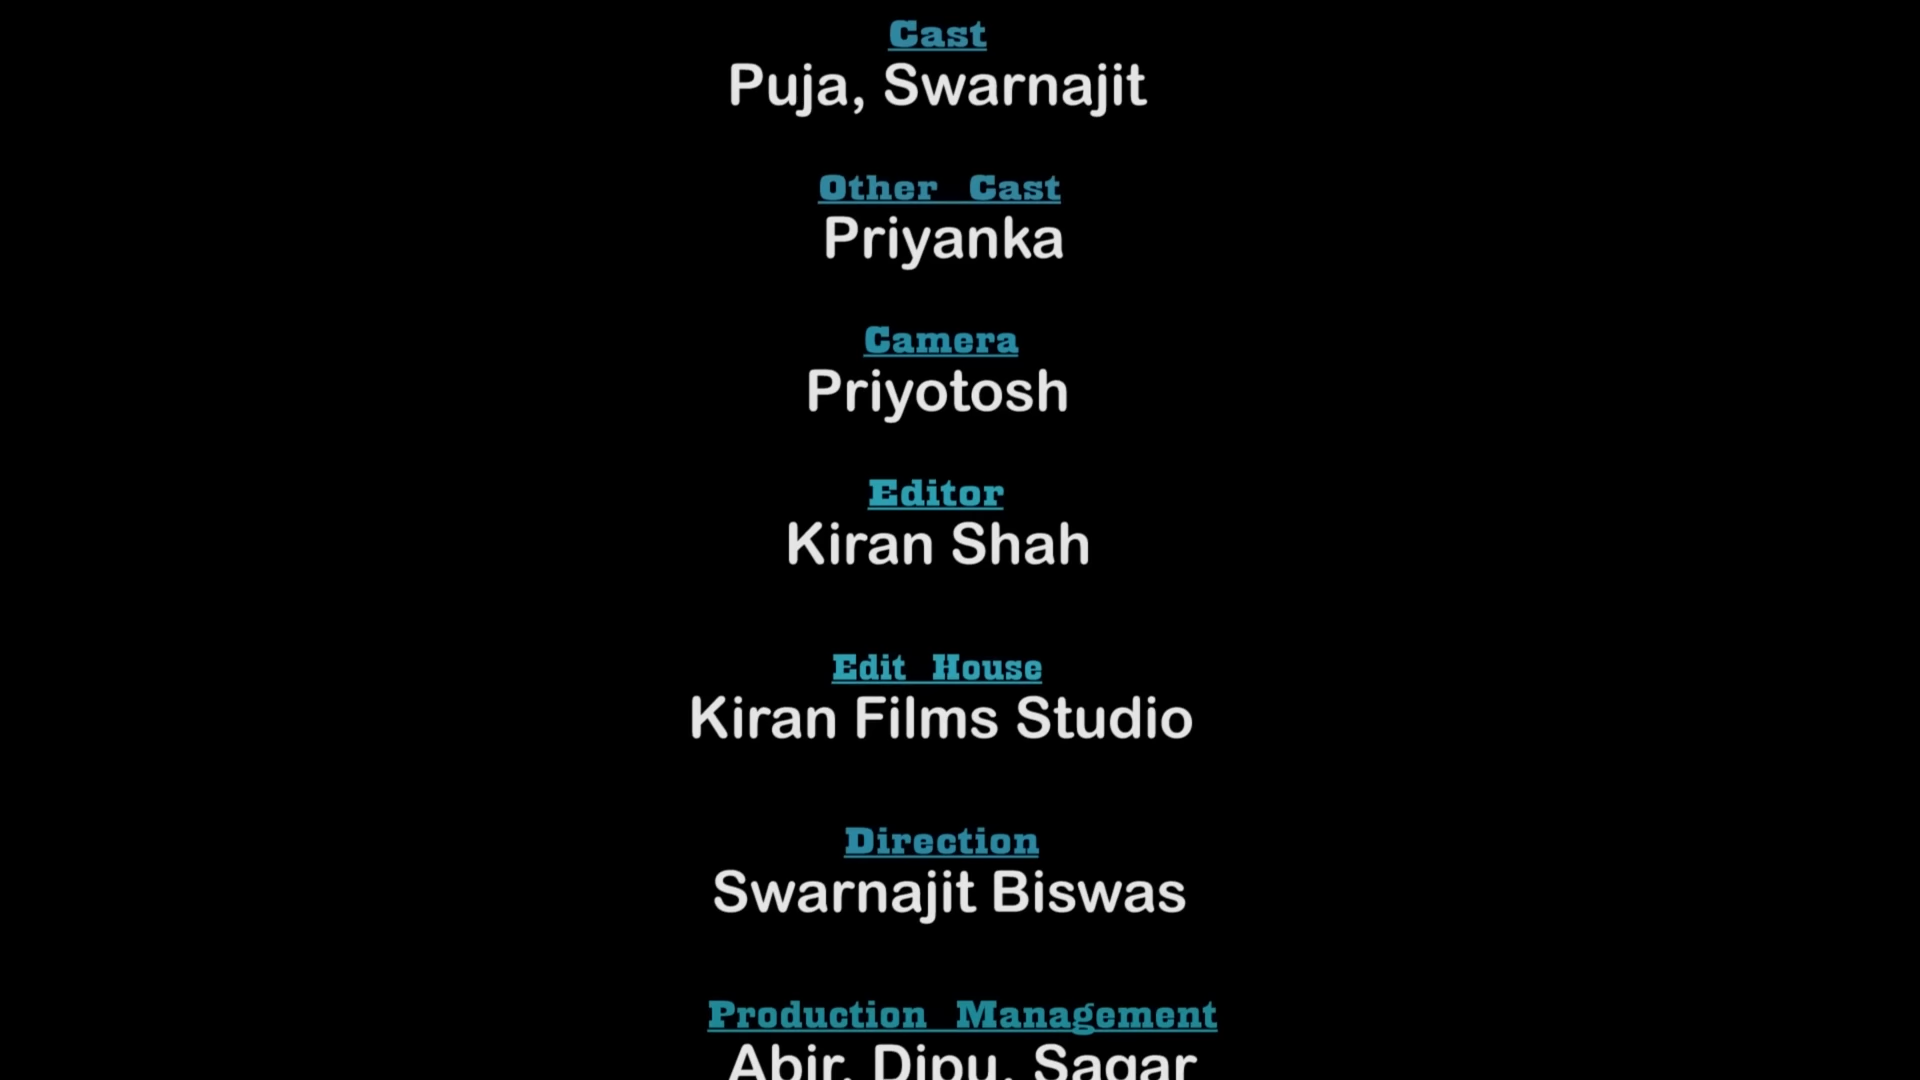 Cast
Puja, Swarnajit
Other Cast
Priyanka
Camera
Priyotosh
Editor
Kiran Shah
Edit House
Kiran Films Studio
Direction
Swarnajit Biswas
Production Management
Abir, Dipu, Sagar